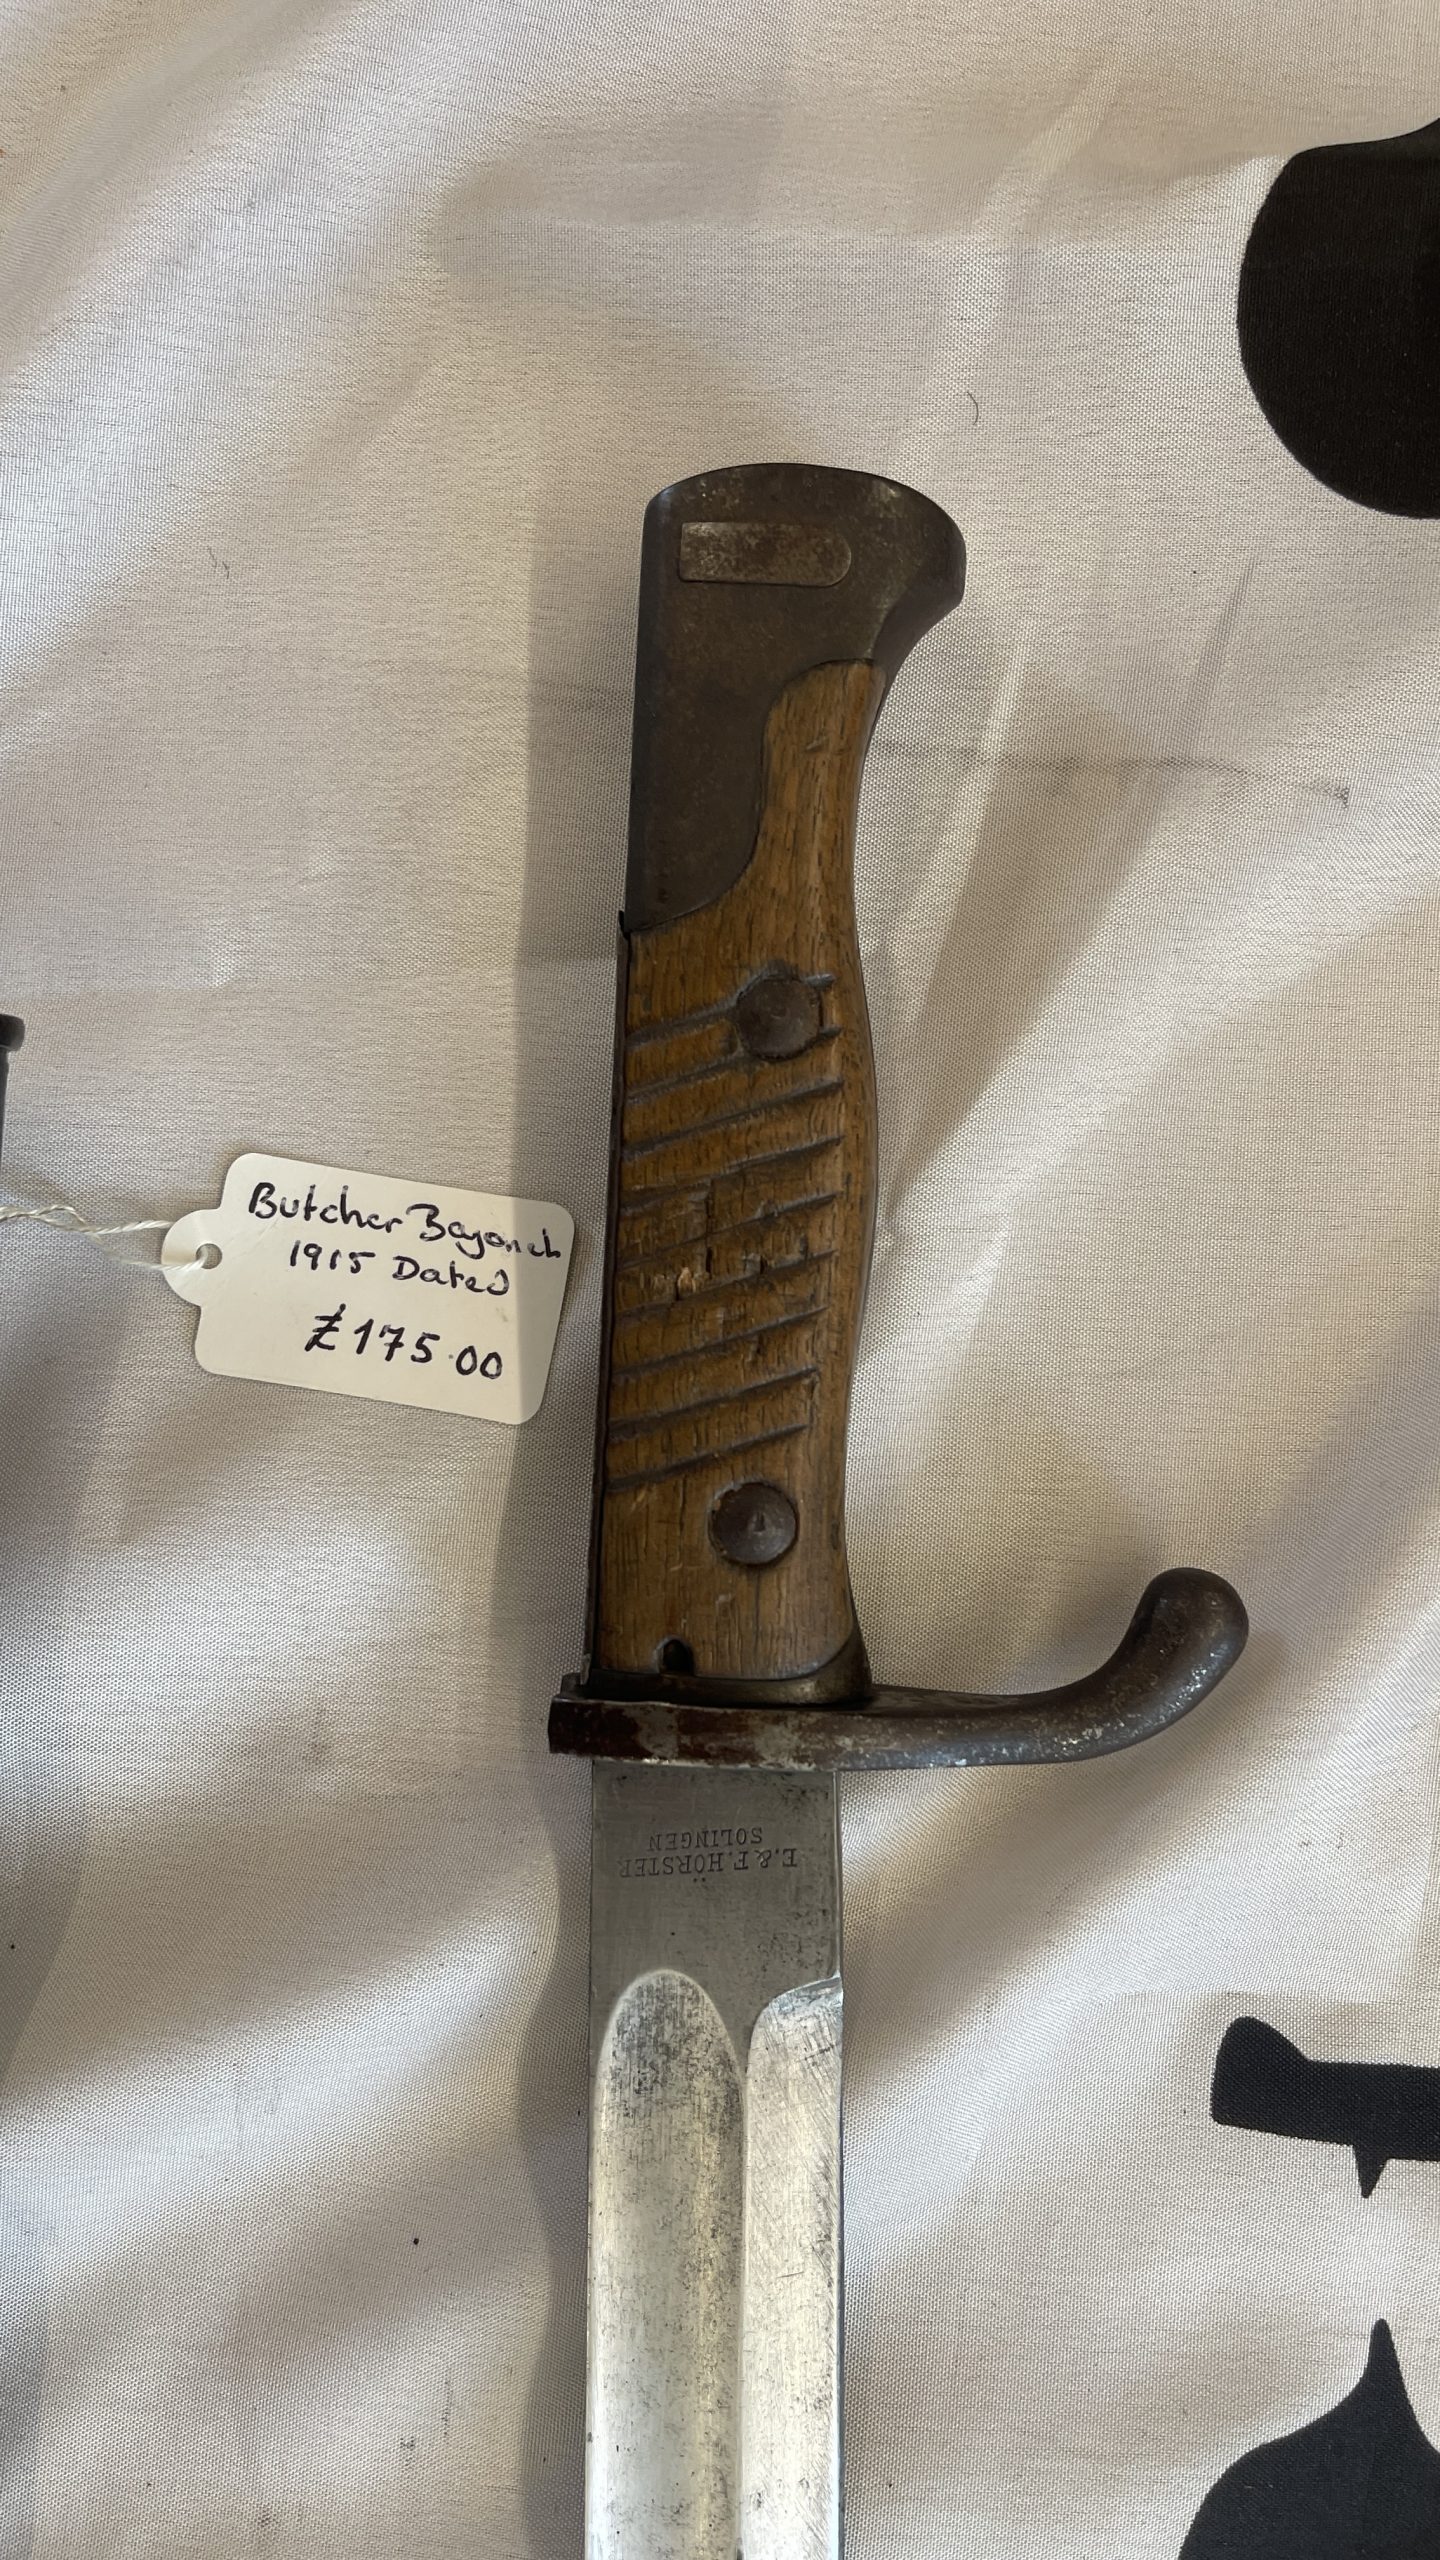 Butcher Bayonet
1915 Dated
£175.00
E.&F.HÖRSTER
SOLINGEN